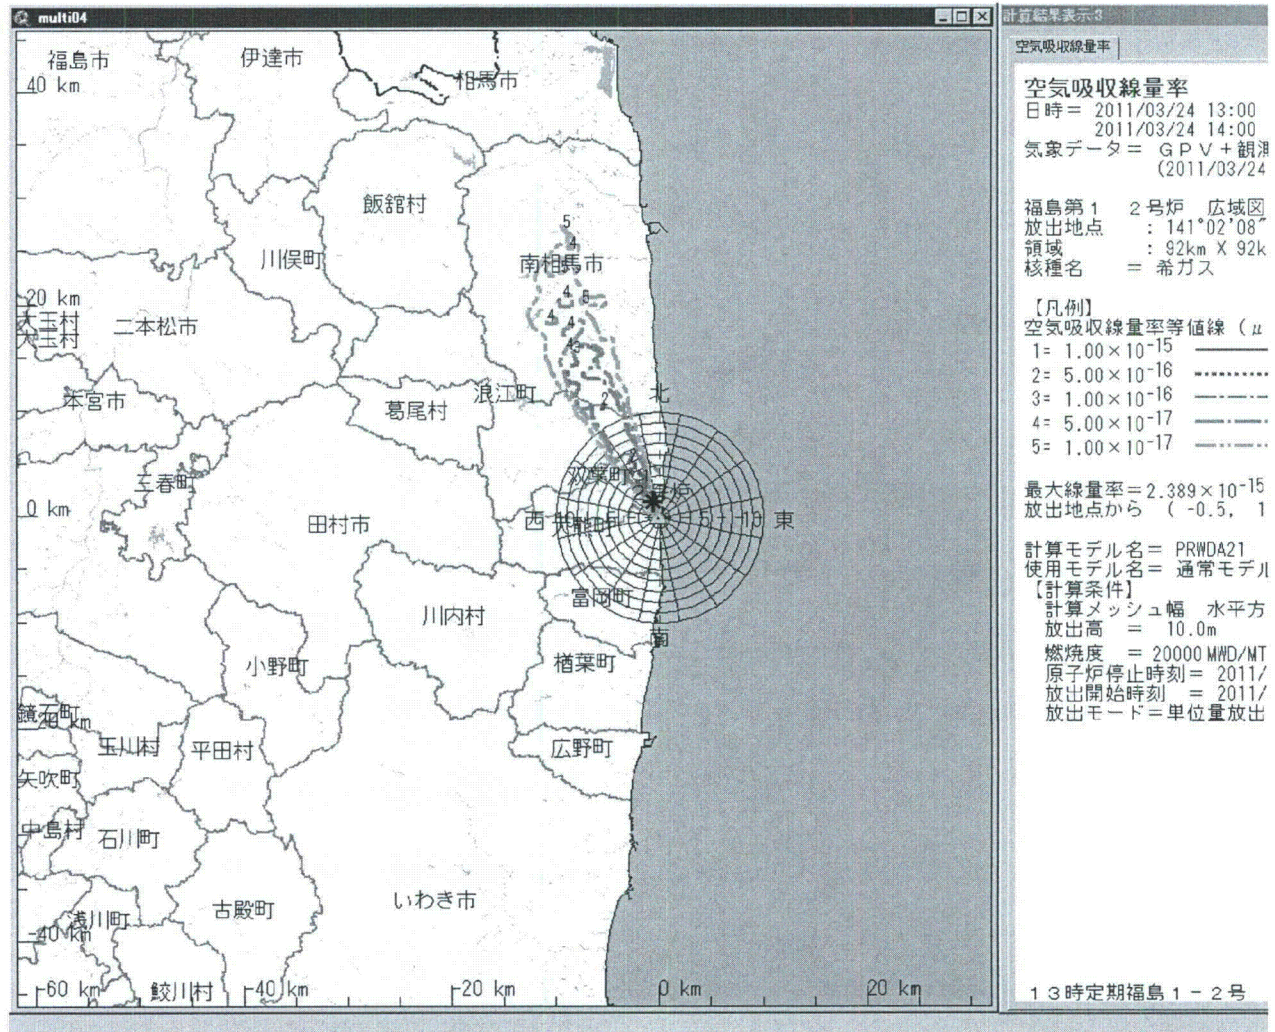 multi04
福島市
伊達市
相馬市
40 km
飯舘村
川俣町
南相馬市
5
4
4
5
4
4
20 km
大玉村
大玉村
二本松市
本宮市
浪江町
葛尾村
2
北
三春町
双葉町
0 km
田村市
西
大熊町
5
10
東
富岡町
川内村
南
小野町
楢葉町
鏡石町
玉川村
平田村
広野町
矢吹町
中島村
石川町
浅川町
古殿町
いわき市
-40 km
鮫川村
-60 km
-40 km
-20 km
0 km
20 km
計算結果表示3
空気吸収線量率
空気吸収線量率
日時= 2011/03/24 13:00
2011/03/24 14:00
気象データ= GPV+観測
(2011/03/24
福島第1 2号炉 広域図
放出地点 : 141°02'08"
領域 : 92km X 92k
核種名 = 希ガス
【凡例】
空気吸収線量率等値線 (μ
1= 1.00×10-15
2= 5.00×10-16
3= 1.00×10-16
4= 5.00×10-17
5= 1.00×10-17
最大線量率=2.389×10-15
放出地点から ( -0.5, 1
計算モデル名= PRWDA21
使用モデル名= 通常モデル
【計算条件】
計算メッシュ幅 水平方
放出高 = 10.0m
燃焼度 = 20000MWD/MT
原子炉停止時刻= 2011/
放出開始時刻 = 2011/
放出モード=単位量放出
13時定期福島1-2号